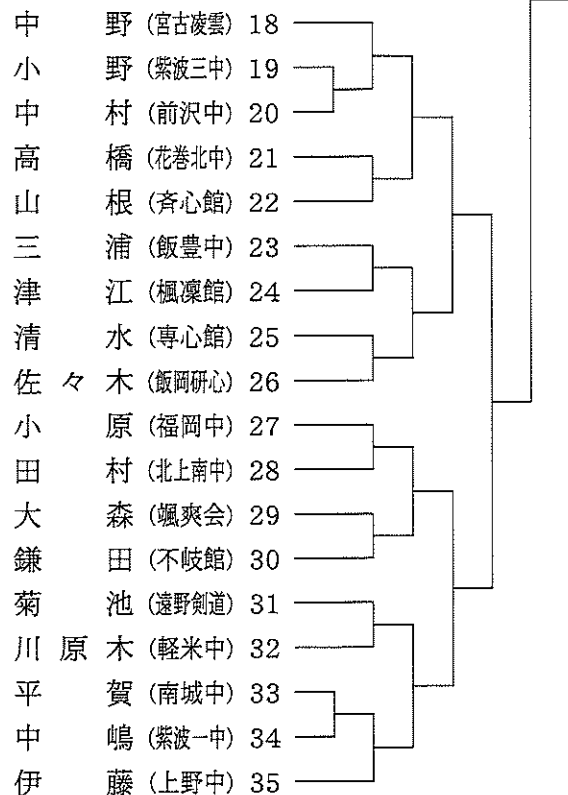 中野 (宮古凌雲) 18
小野 (紫波三中) 19
中村 (前沢中) 20
高橋 (花巻北中) 21
山根 (斉心館) 22
三浦 (飯豊中) 23
津江 (楓凜館) 24
清水 (専心館) 25
佐々木 (飯岡研心) 26
小原 (福岡中) 27
田村 (北上南中) 28
大森 (颯爽会) 29
鎌田 (不岐館) 30
菊池 (遠野剣道) 31
川原木 (軽米中) 32
平賀 (南城中) 33
中嶋 (紫波一中) 34
伊藤 (上野中) 35